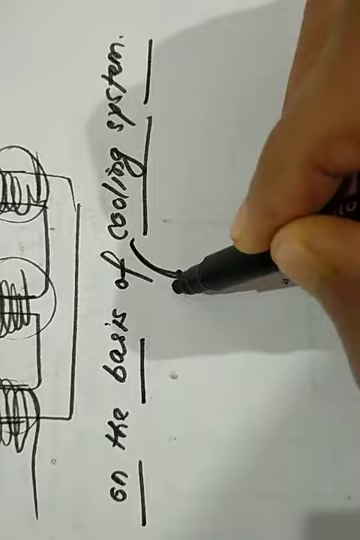 on the basis of cooling system.